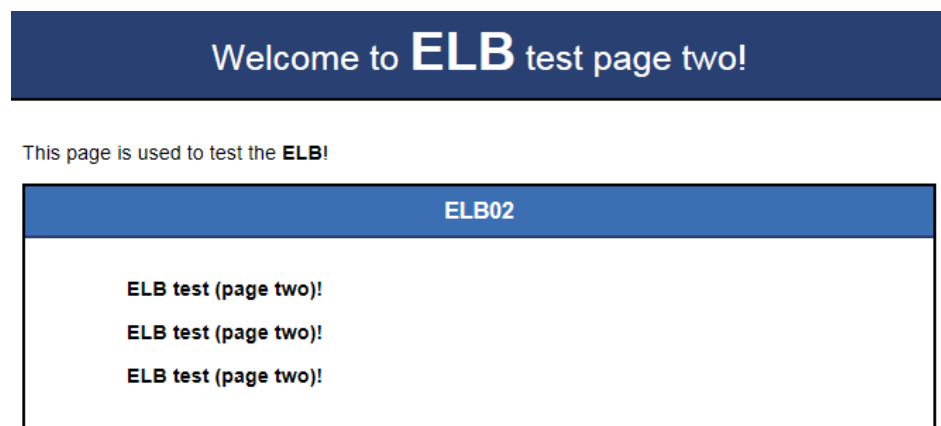 Welcome to ELB test page two!
This page is used to test the ELB!
ELB02
ELB test (page two)!
ELB test (page two)!
ELB test (page two)!